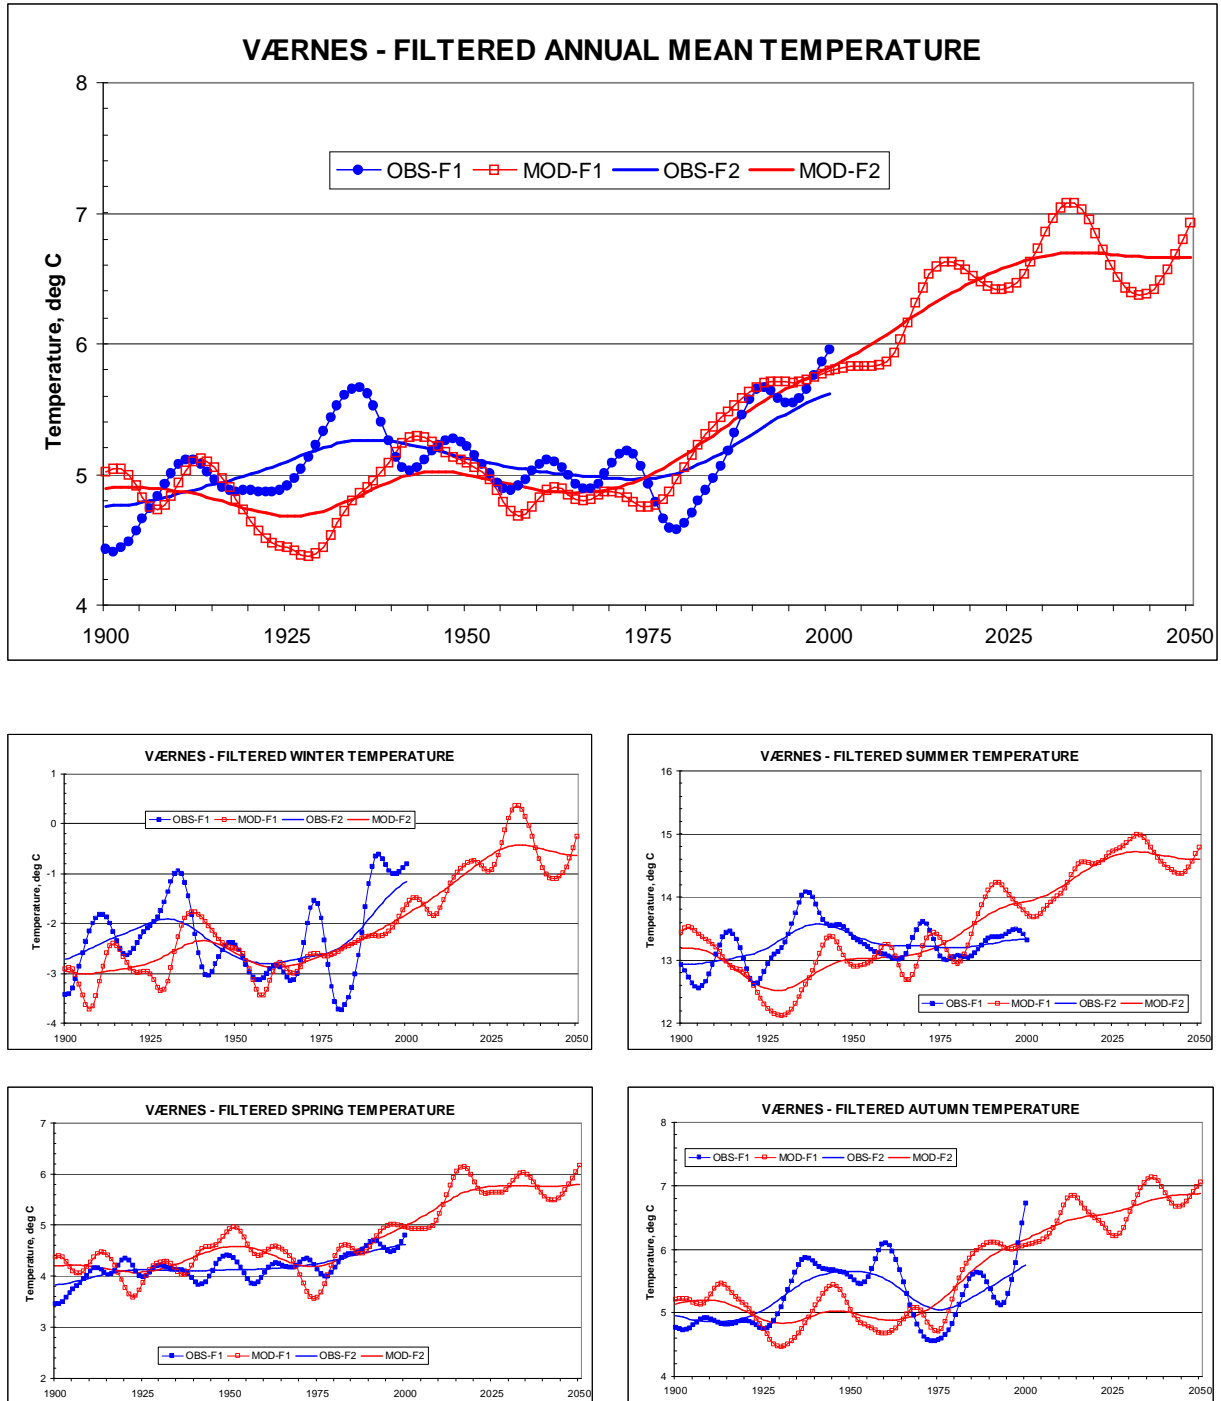 VÆRNES - FILTERED ANNUAL MEAN TEMPERATURE
8
7
6
5
4
Temperature, deg C
OBS-F1 MOD-F1 OBS-F2 MOD-F2
1900 1925 1950 1975 2000 2025 2050
VÆRNES - FILTERED WINTER TEMPERATURE
1
0
-1
-2
-3
-4
Temperature, deg C
OBS-F1 MOD-F1 OBS-F2 MOD-F2
1900 1925 1950 1975 2000 2025 2050
VÆRNES - FILTERED SUMMER TEMPERATURE
16
15
14
13
12
Temperature, deg C
OBS-F1 MOD-F1 OBS-F2 MOD-F2
1900 1925 1950 1975 2000 2025 2050
VÆRNES - FILTERED SPRING TEMPERATURE
7
6
5
4
3
2
Temperature, deg C
OBS-F1 MOD-F1 OBS-F2 MOD-F2
1900 1925 1950 1975 2000 2025 2050
VÆRNES - FILTERED AUTUMN TEMPERATURE
8
7
6
5
4
Temperature, deg C
OBS-F1 MOD-F1 OBS-F2 MOD-F2
1900 1925 1950 1975 2000 2025 2050